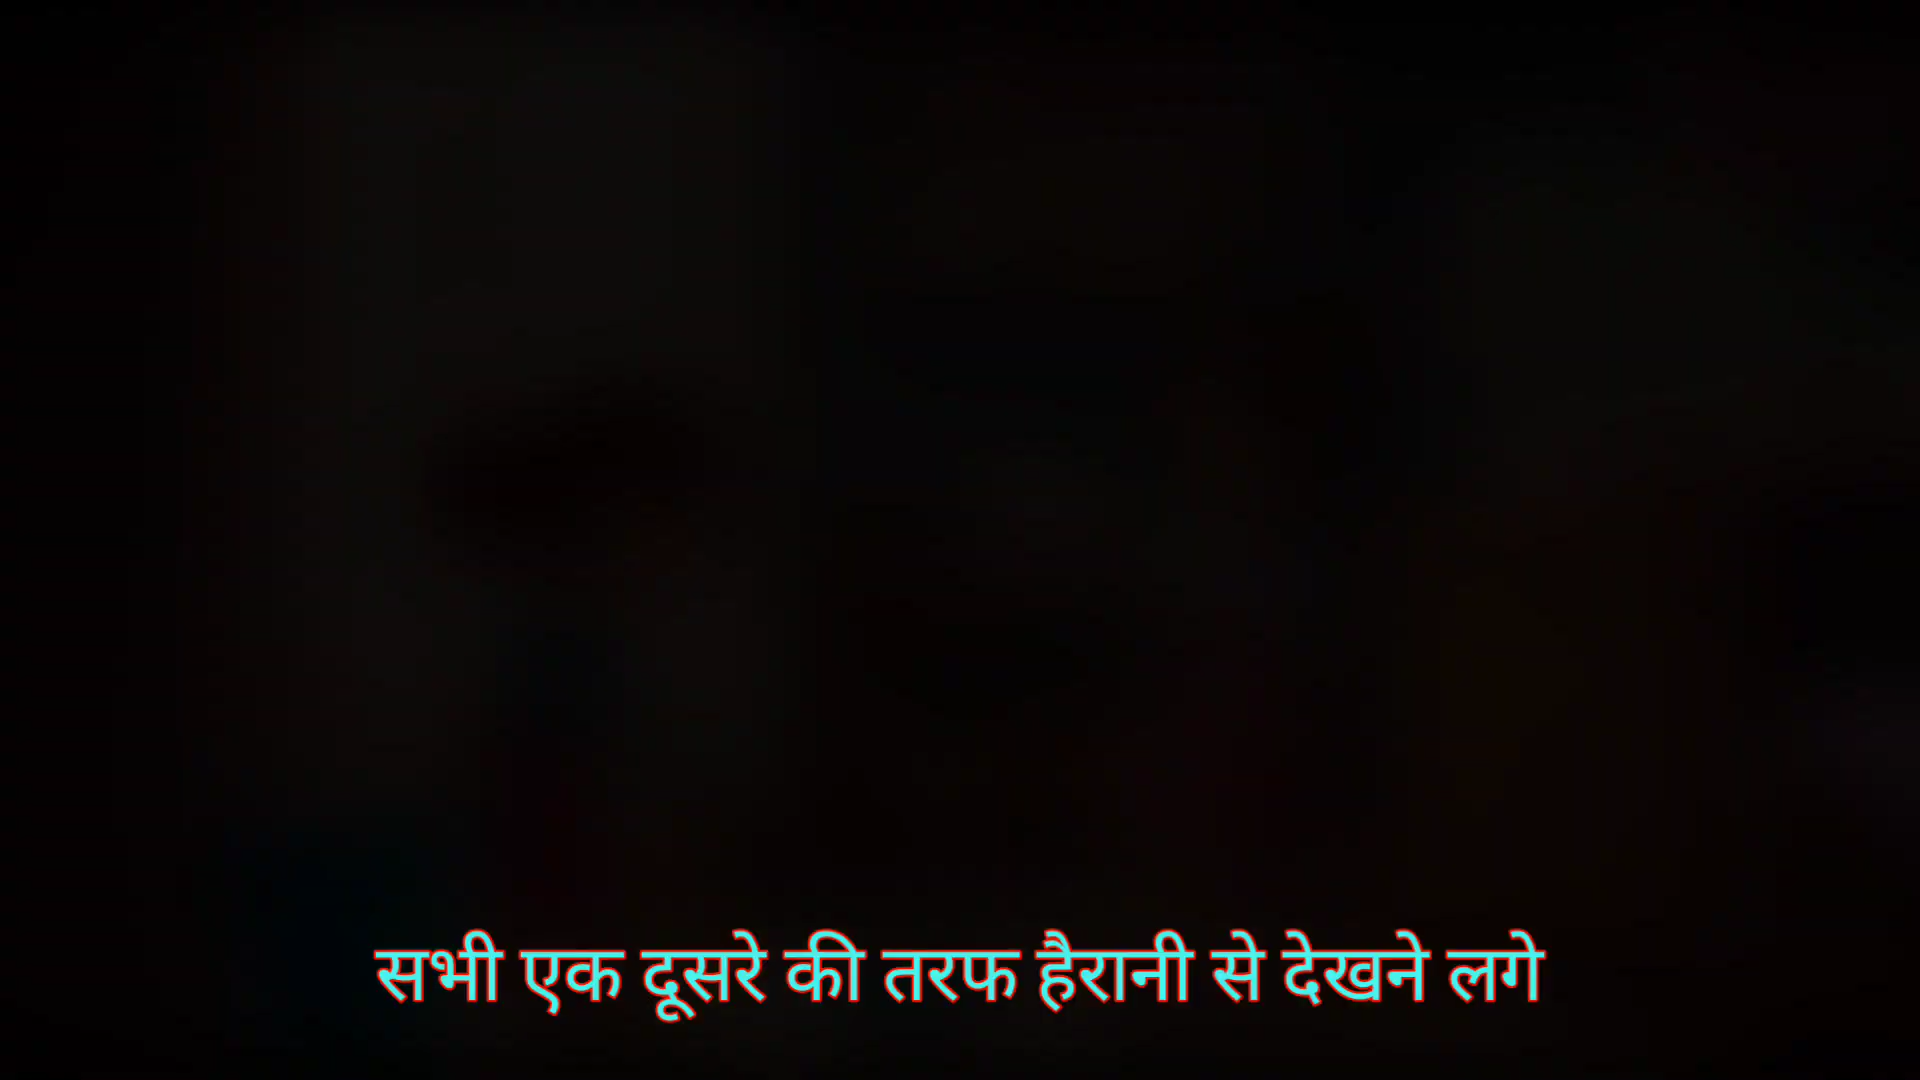 सभी एक दूसरे की तरफ हैरानी से देखने लगे